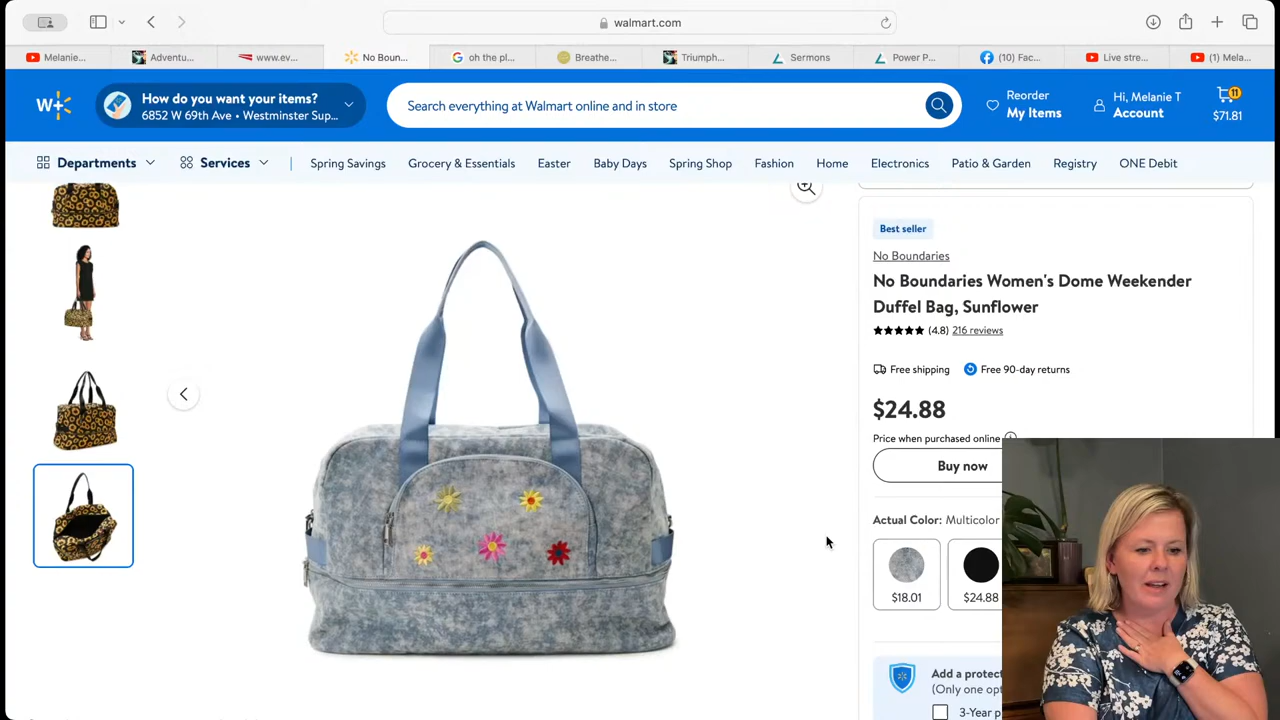 walmart.com
Melanie...
Adventu...
www.ev...
No Boun...
oh the pl...
Breathe...
Triumph...
Sermons
Power P...
(10) Fac...
Live stre...
(1) Mela...
W+
How do you want your items?
6852 W 69th Ave • Westminster Sup...
Search everything at Walmart online and in store
Reorder
My Items
Hi, Melanie T
Account
11
$71.81
Departments
Services
Spring Savings
Grocery & Essentials
Easter
Baby Days
Spring Shop
Fashion
Home
Electronics
Patio & Garden
Registry
ONE Debit
Best seller
No Boundaries
No Boundaries Women's Dome Weekender
Duffel Bag, Sunflower
(4.8) 216 reviews
Free shipping
Free 90-day returns
$24.88
Price when purchased online
Buy now
Actual Color: Multicolor
$18.01
$24.88
Add a protec
(Only one opt
3-Year p